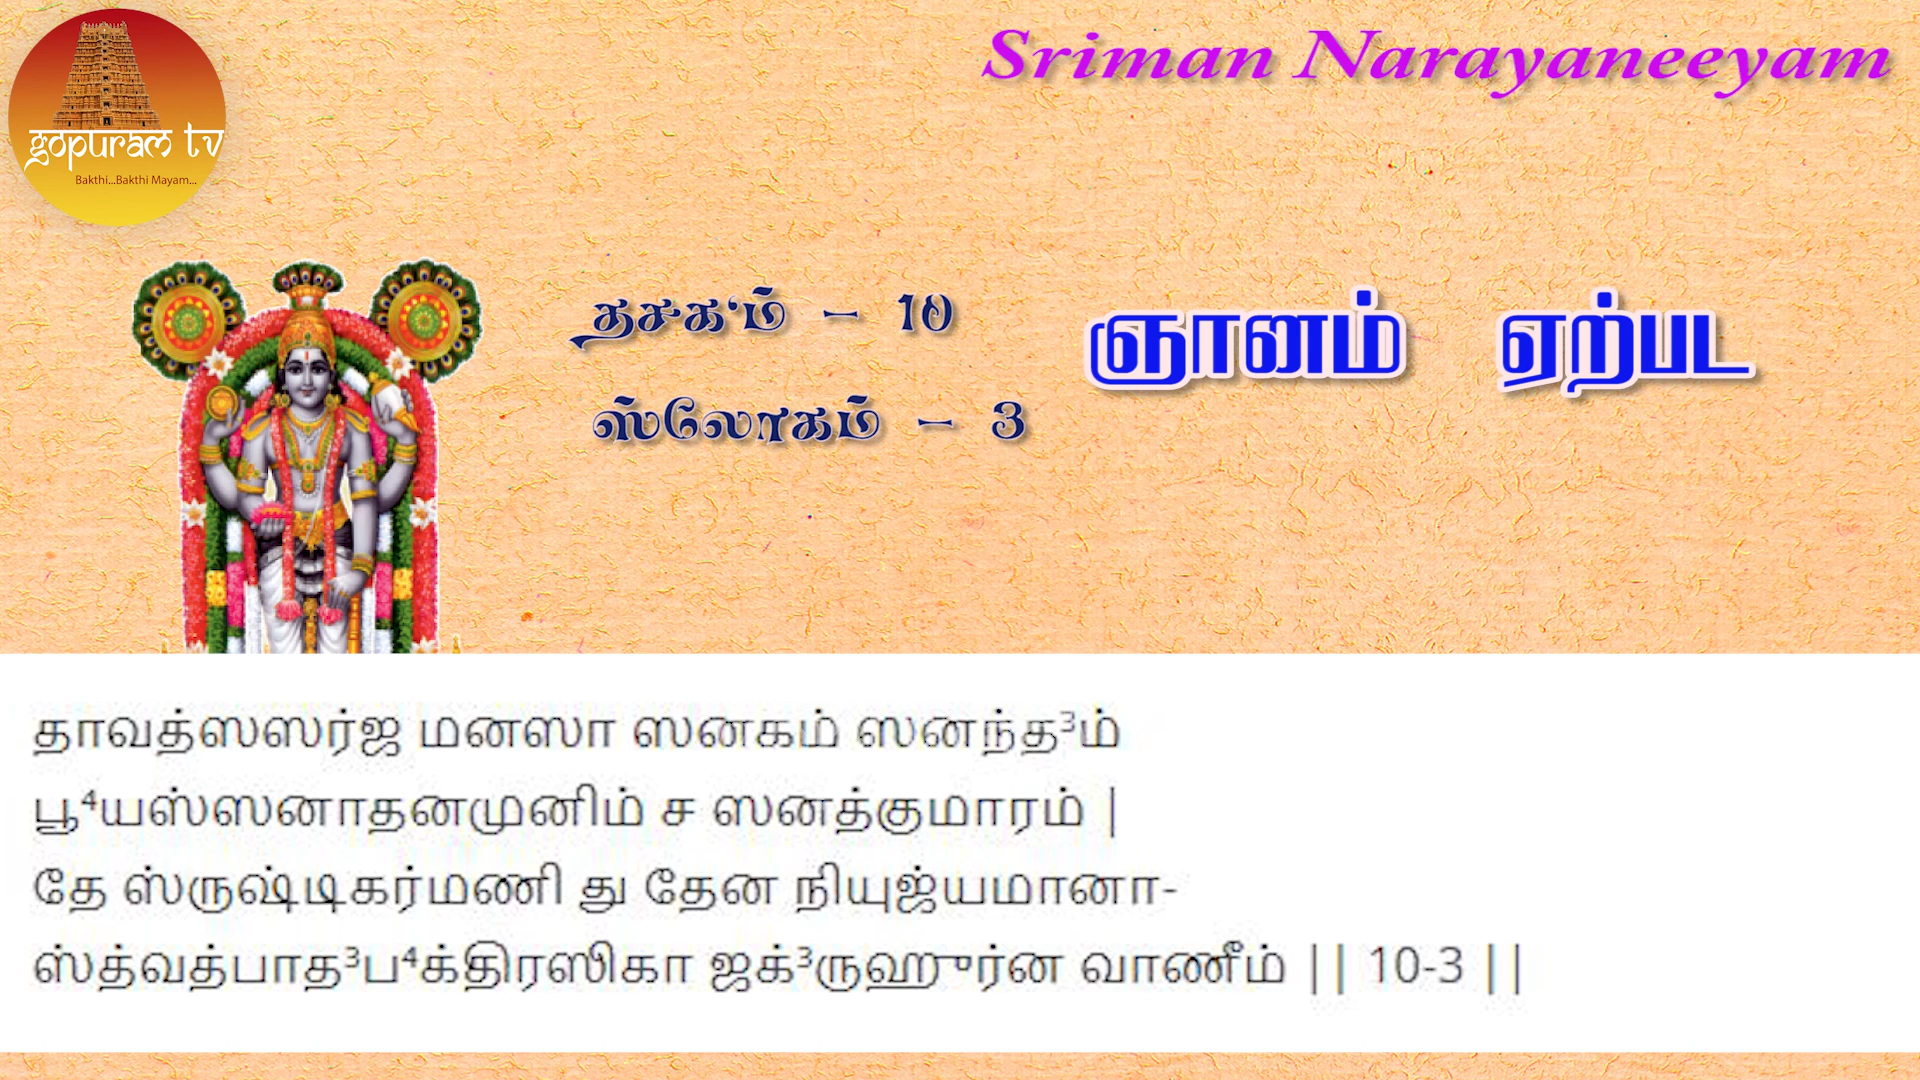 Sriman Narayaneeyam
gopuram tv
Bakthi...Bakthi Mayam...
தசக‘ம் – 10
ஞானம் ஏற்பட
ஸ்லோகம் – 3
தாவத்ஸஸர்ஜ மனஸா ஸனகம் ஸனந்த³ம்
பூ⁴யஸ்ஸனாதனமுனிம் ச ஸனத்குமாரம் |
தே ஸ்ருஷ்டிகர்மணி து தேன நியுஜ்யமானா-
ஸ்த்வத்பாத³ப⁴க்திரஸிகா ஜக்³ருஹுர்ன வாணீம் || 10-3 ||